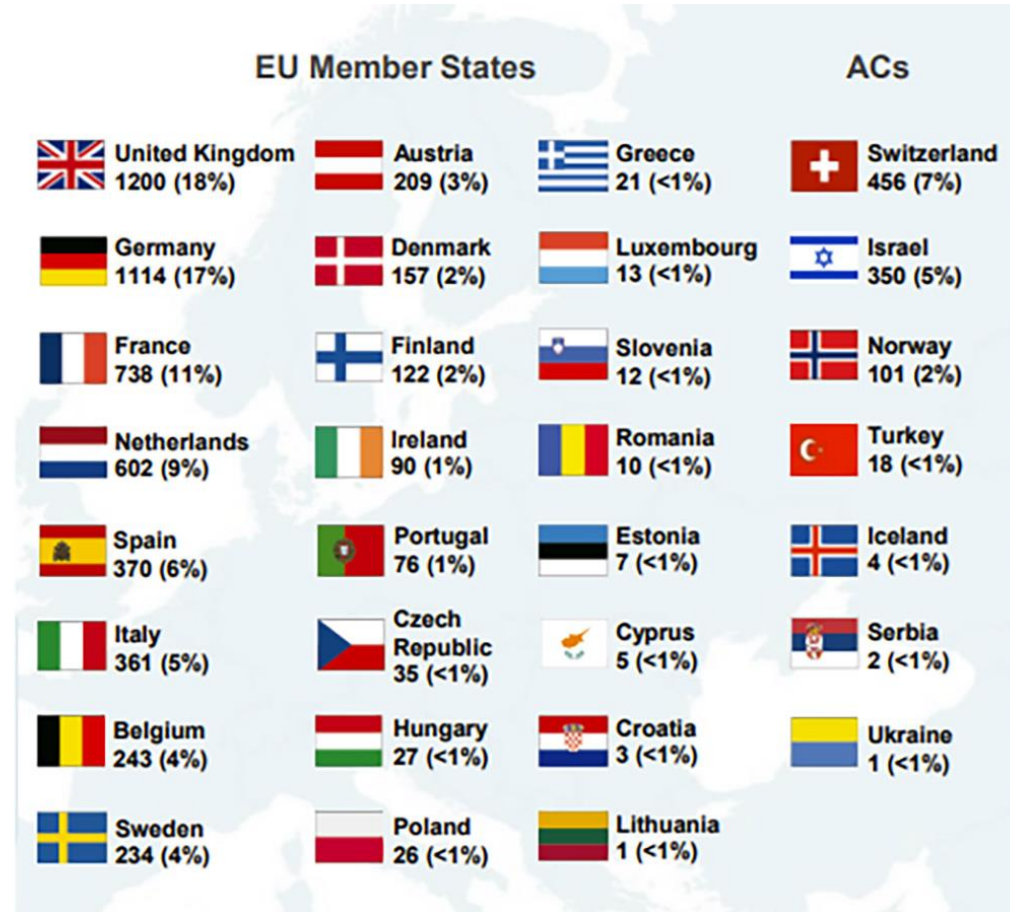 EU Member States
ACs
United Kingdom
1200 (18%)
Germany
1114 (17%)
France
738 (11%)
Netherlands
602 (9%)
Spain
370 (6%)
Italy
361 (5%)
Belgium
243 (4%)
Sweden
234 (4%)
Austria
209 (3%)
Denmark
157 (2%)
Finland
122 (2%)
Ireland
90 (1%)
Portugal
76 (1%)
Czech
Republic
35 (<1%)
Hungary
27 (<1%)
Poland
26 (<1%)
Greece
21 (<1%)
Luxembourg
13 (<1%)
Slovenia
12 (<1%)
Romania
10 (<1%)
Estonia
7 (<1%)
Cyprus
5 (<1%)
Croatia
3 (<1%)
Lithuania
1 (<1%)
Switzerland
456 (7%)
Israel
350 (5%)
Norway
101 (2%)
Turkey
18 (<1%)
Iceland
4 (<1%)
Serbia
2 (<1%)
Ukraine
1 (<1%)